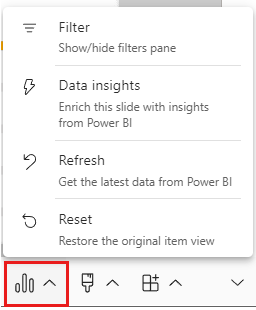 Filter
Show/hide filters pane
Data insights
Enrich this slide with insights
from Power BI
Refresh
Get the latest data from Power BI
Reset
Restore the original item view